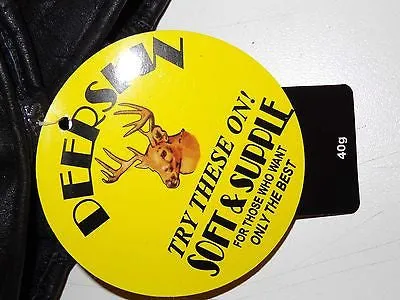 DEERSKIN
TRY THESE ON!
SOFT & SUPPLE
FOR THOSE WHO WANT
ONLY THE BEST
40g